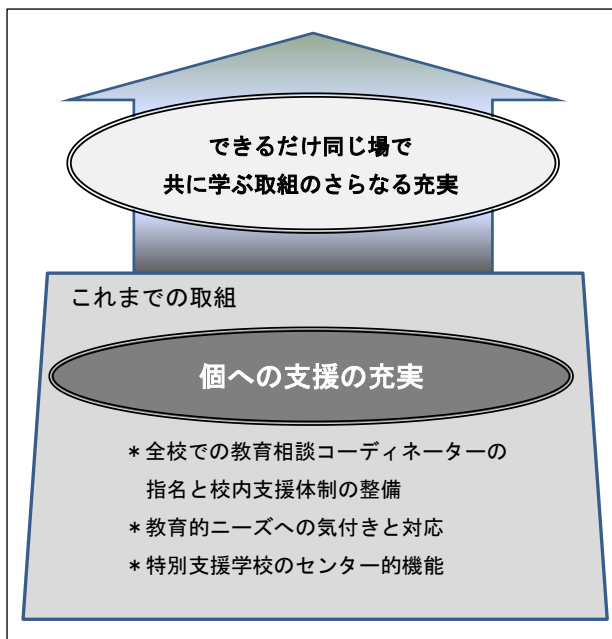 できるだけ同じ場で
共に学ぶ取組のさらなる充実
これまでの取組
個への支援の充実
＊全校での教育相談コーディネーターの
指名と校内支援体制の整備
＊教育的ニーズへの気付きと対応
＊特別支援学校のセンター的機能